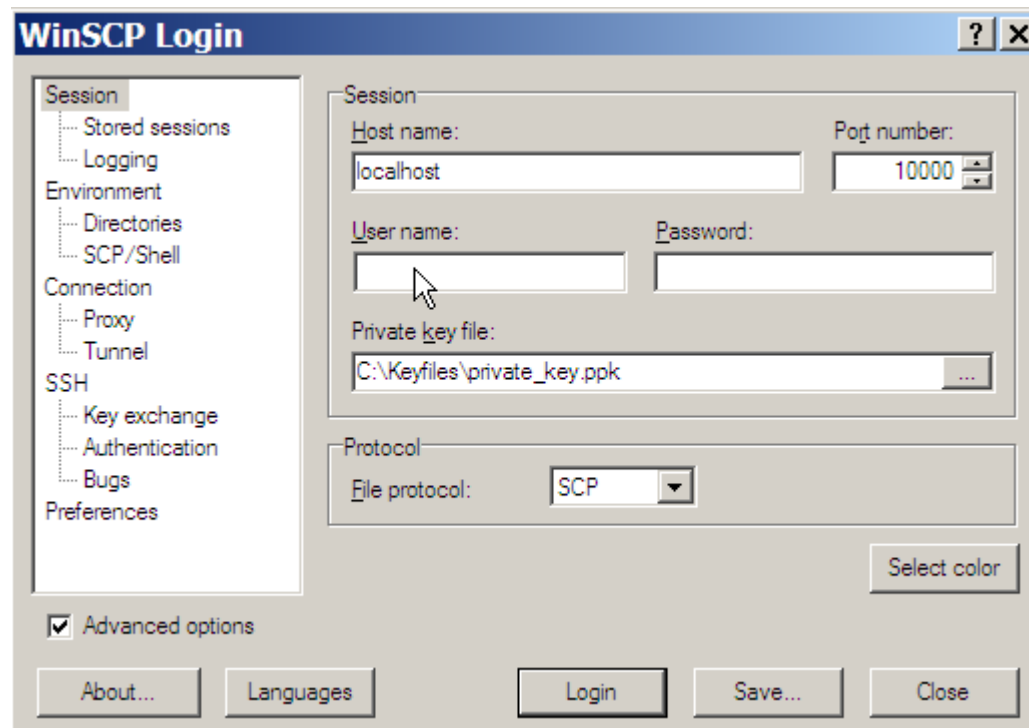 WinSCP Login
Session
Stored sessions
Logging
Environment
Directories
SCP/Shell
Connection
Proxy
Tunnel
SSH
Key exchange
Authentication
Bugs
Preferences
Session
Host name: Port number:
localhost 10000
User name: Password:
Private key file:
C:\Keyfiles\private_key.ppk ...
Protocol
File protocol: SCP
Select color
Advanced options
About... Languages Login Save... Close